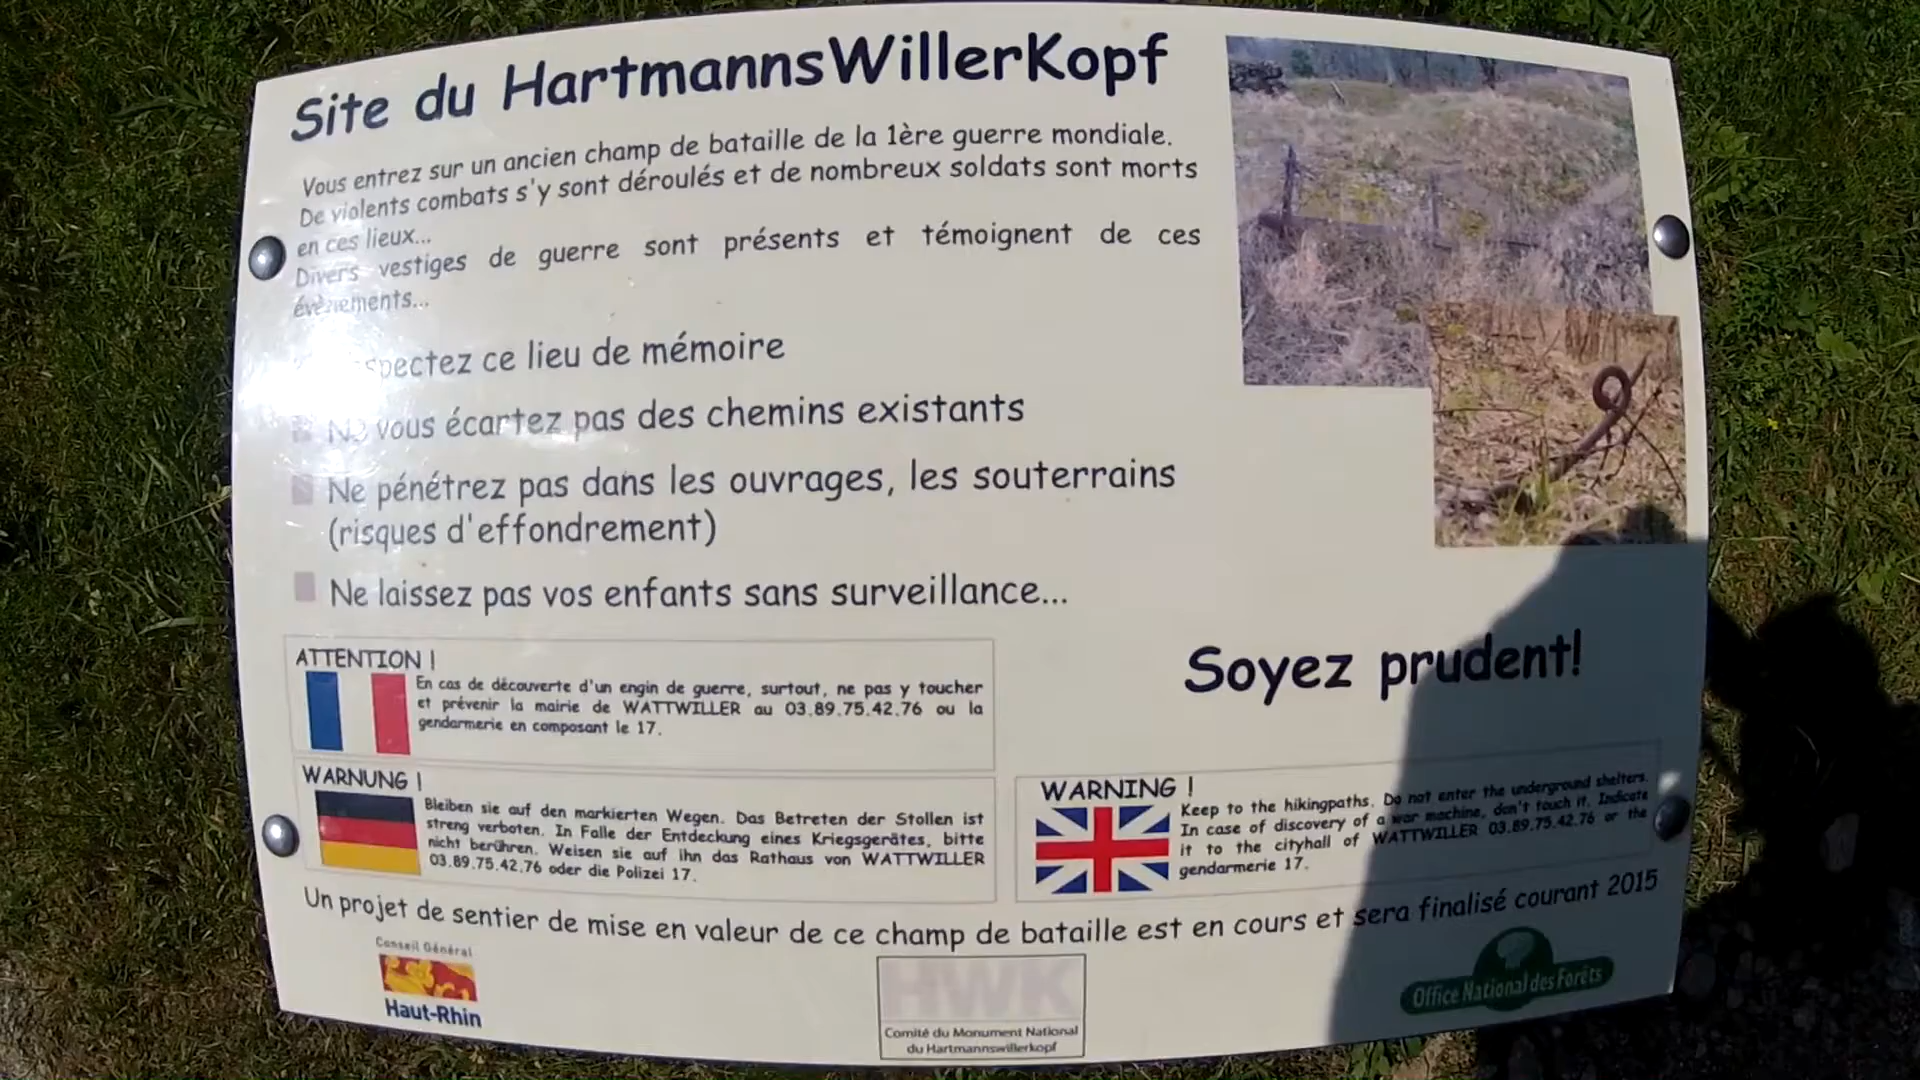 Site du HartmannsWillerKopf
Vous entrez sur un ancien champ de bataille de la 1ère guerre mondiale.
De violents combats s'y sont déroulés et de nombreux soldats sont morts
en ces lieux...
Divers vestiges de guerre sont présents et témoignent de ces
évènements...
ce lieu de mémoire
Ne vous écartez pas des chemins existants
Ne pénétrez pas dans les ouvrages, les souterrains
(risques d'effondrement)
Ne laissez pas vos enfants sans surveillance...
Soyez prudent!
ATTENTION !
En cas de découverte d'un engin de guerre, surtout, ne pas y toucher
et prévenir la mairie de WATTWILLER au 03.89.75.42.76 ou la
gendarmerie en composant le 17.
WARNUNG !
Bleiben sie auf den markierten Wegen. Das Betreten der Stollen ist
streng verboten. In Falle der Entdeckung eines Kriegsgerätes, bitte
nicht berühren. Weisen sie auf ihn das Rathaus von WATTWILLER
03.89.75.42.76 oder die Polizei 17.
WARNING !
Keep to the hikingpaths. Do not enter the underground shelters.
In case of discovery of a war machine, don't touch it. Indicate
it to the cityhall of WATTWILLER 03.89.75.42.76 or the
gendarmerie 17.
Un projet de sentier de mise en valeur de ce champ de bataille est en cours et sera finalisé courant 2015
Conseil Général
Haut-Rhin
HWK
Comité du Monument National
du Hartmannswillerkopf
Office National des Forêts